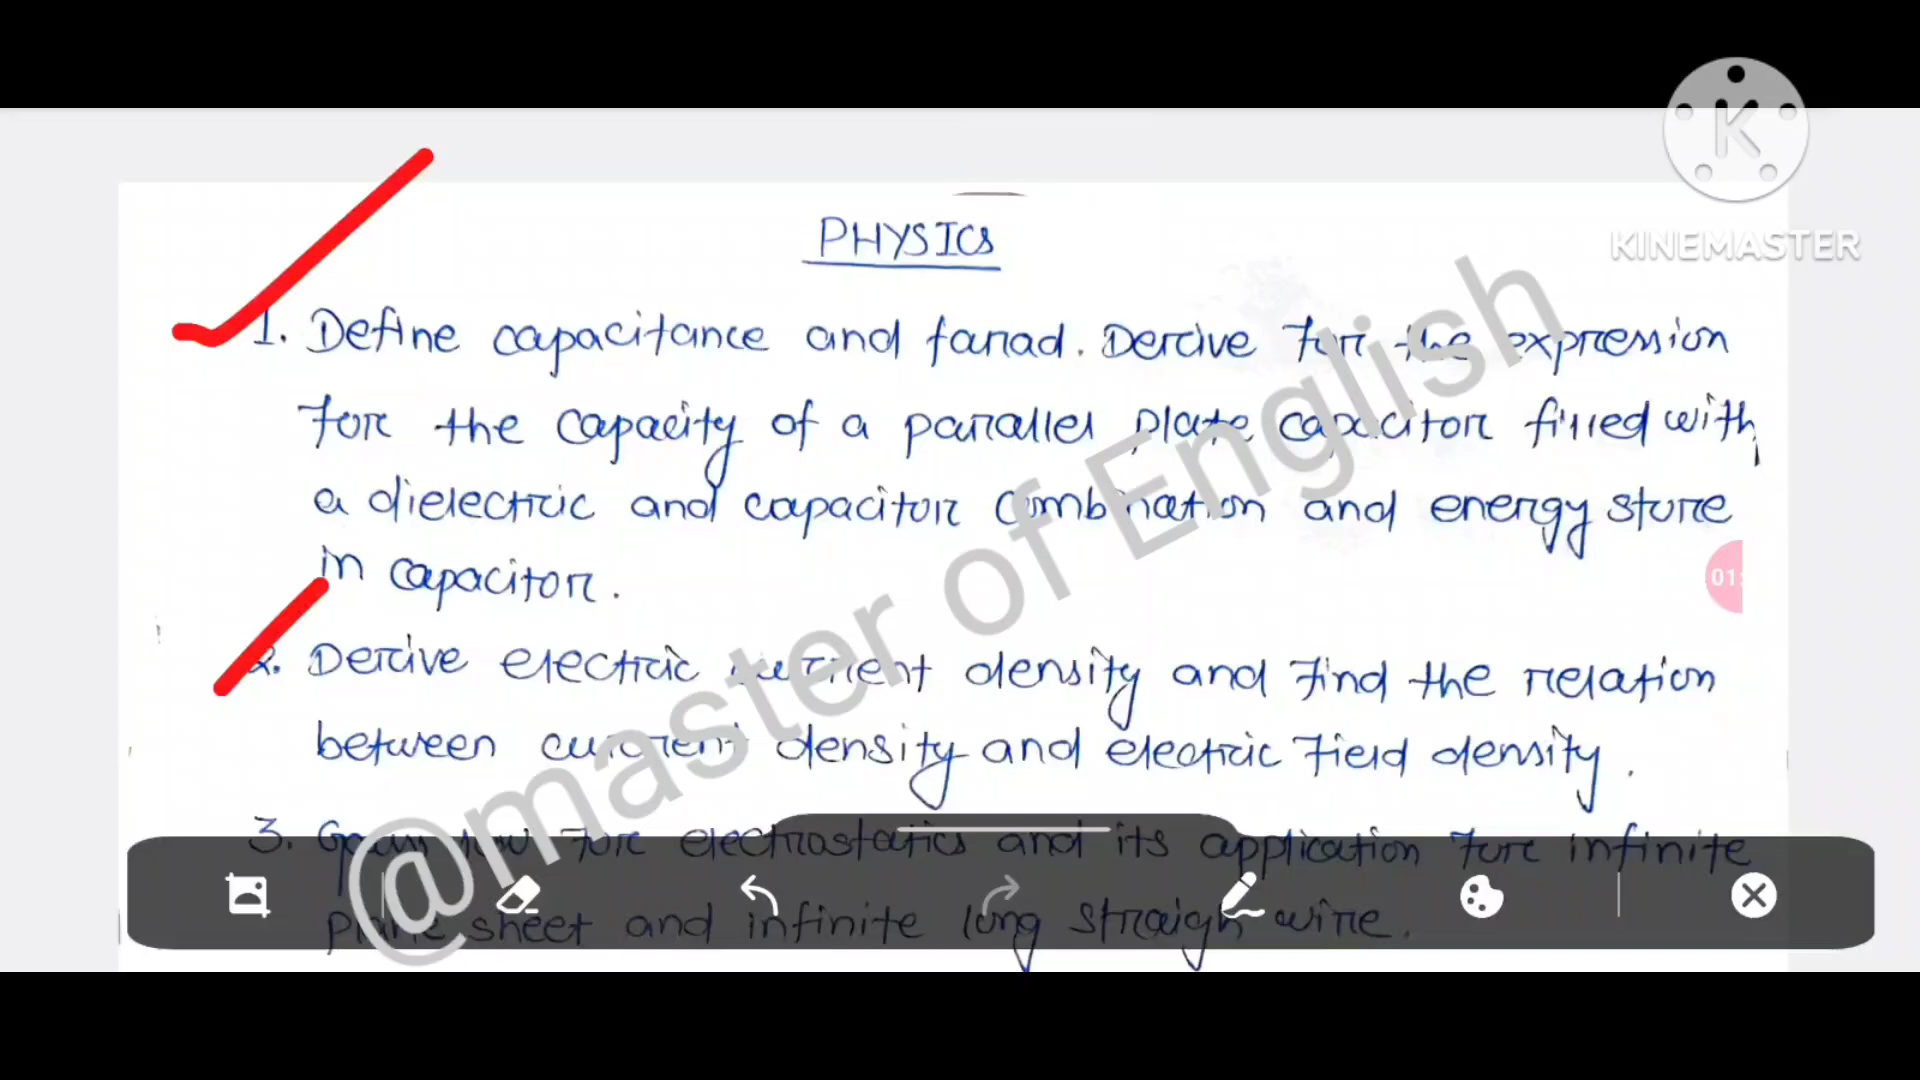 KINEMASTER
PHYSICS
1. Define capacitance and farad. Derive for the expression
for the capacity of a parallel plate capacitor filled with
a dielectric and capacitor combination and energy store
in capacitor.
2. Derive electric current density and find the relation
between current density and electric field density.
3. Gauss law for electrostatics and its application for infinite
plane sheet and infinite long straigh wire.
@master of English
01: